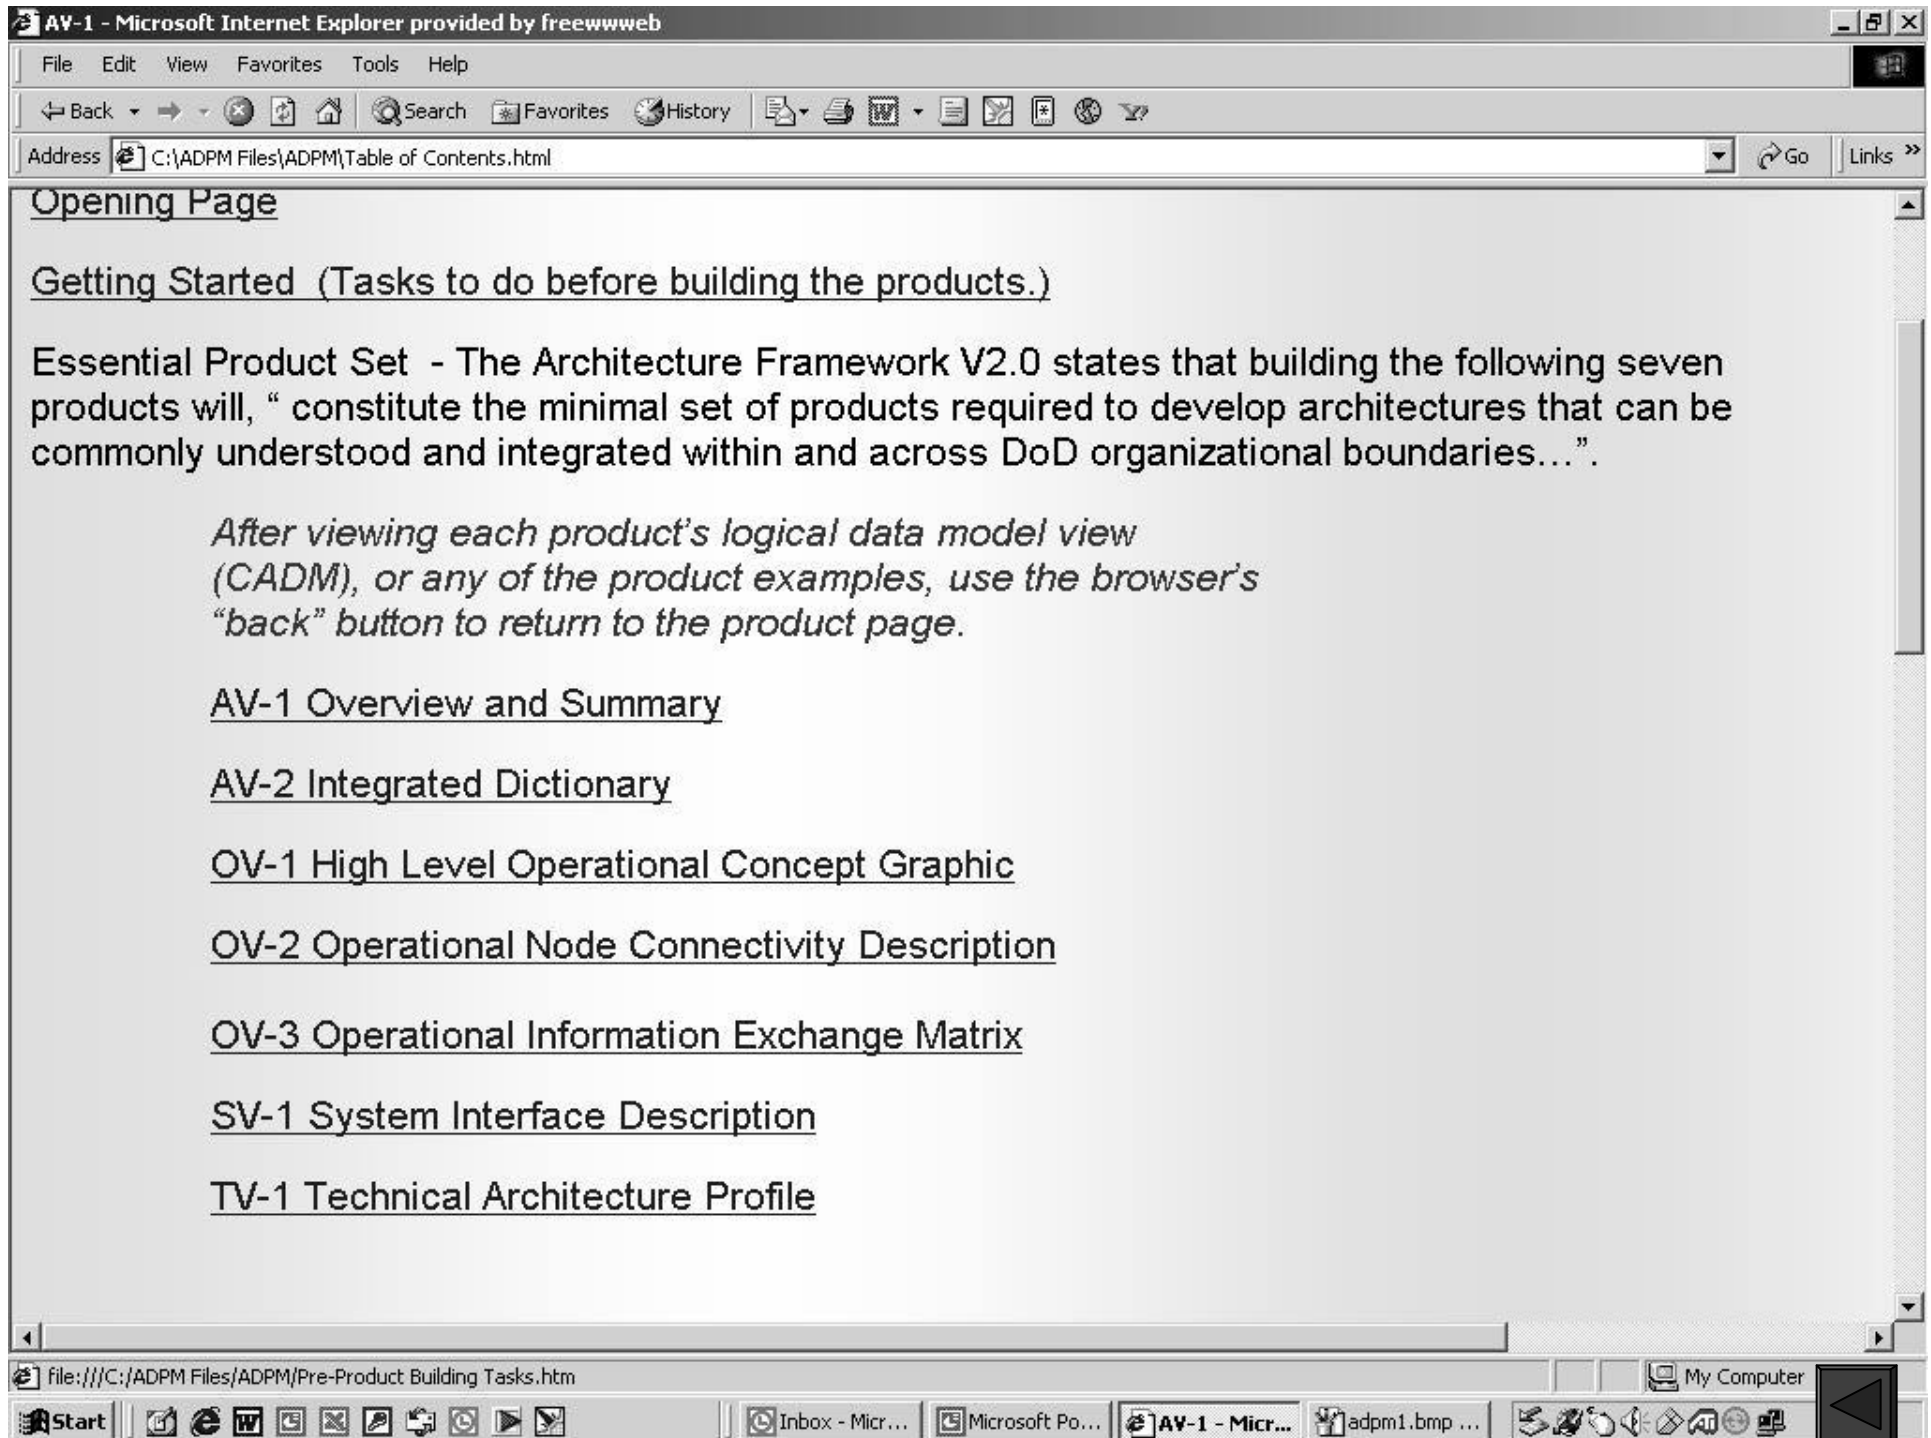 AV-1 - Microsoft Internet Explorer provided by freewwweb
File Edit View Favorites Tools Help
Back Search Favorites History
Address C:\ADPM Files\ADPM\Table of Contents.html Go Links »
Opening Page
Getting Started (Tasks to do before building the products.)
Essential Product Set - The Architecture Framework V2.0 states that building the following seven
products will, “ constitute the minimal set of products required to develop architectures that can be
commonly understood and integrated within and across DoD organizational boundaries…”.
After viewing each product’s logical data model view
(CADM), or any of the product examples, use the browser’s
“back” button to return to the product page.
AV-1 Overview and Summary
AV-2 Integrated Dictionary
OV-1 High Level Operational Concept Graphic
OV-2 Operational Node Connectivity Description
OV-3 Operational Information Exchange Matrix
SV-1 System Interface Description
TV-1 Technical Architecture Profile
file:///C:/ADPM Files/ADPM/Pre-Product Building Tasks.htm My Computer
Start Inbox - Micr... Microsoft Po... AV-1 - Micr... adpm1.bmp ...